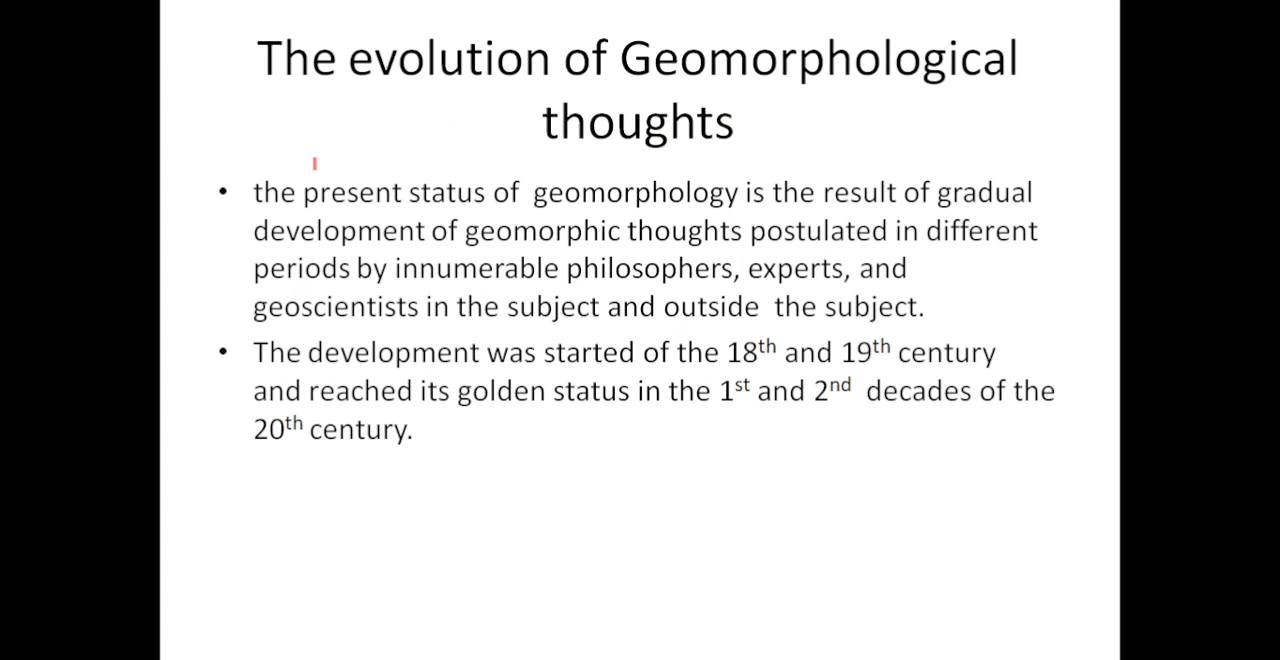 The evolution of Geomorphological
thoughts
• the present status of  geomorphology is the result of gradual
development of geomorphic thoughts postulated in different
periods by innumerable philosophers, experts, and
geoscientists in the subject and outside  the subject.
• The development was started of the 18th and 19th century
and reached its golden status in the 1st and 2nd  decades of the
20th century.